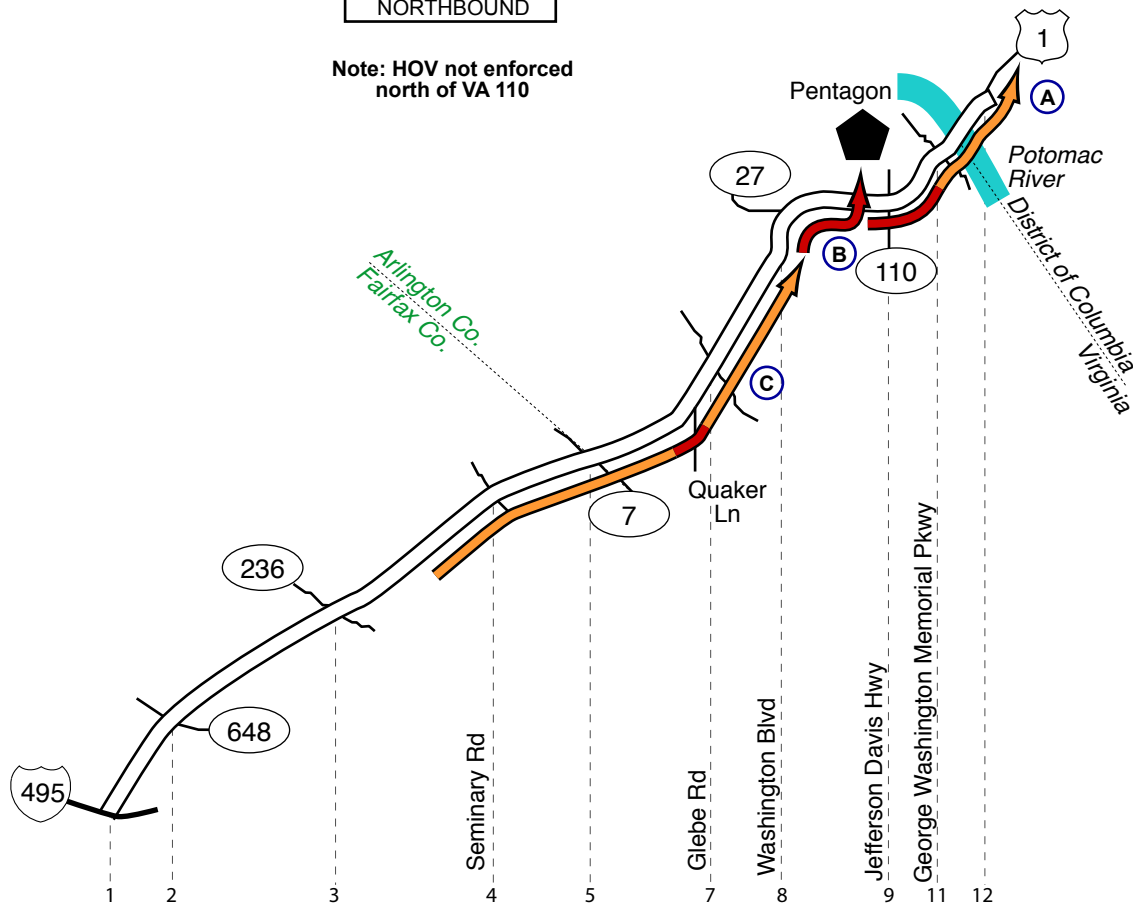 NORTHBOUND
Note: HOV not enforced
north of VA 110
1
Pentagon
A
Potomac
River
27
B
110
District of Columbia
Virginia
Arlington Co.
Fairfax Co.
C
Quaker
Ln
7
236
648
495
Seminary Rd
Glebe Rd
Washington Blvd
Jefferson Davis Hwy
George Washington Memorial Pkwy
1 2 3 4 5 7 8 9 11 12